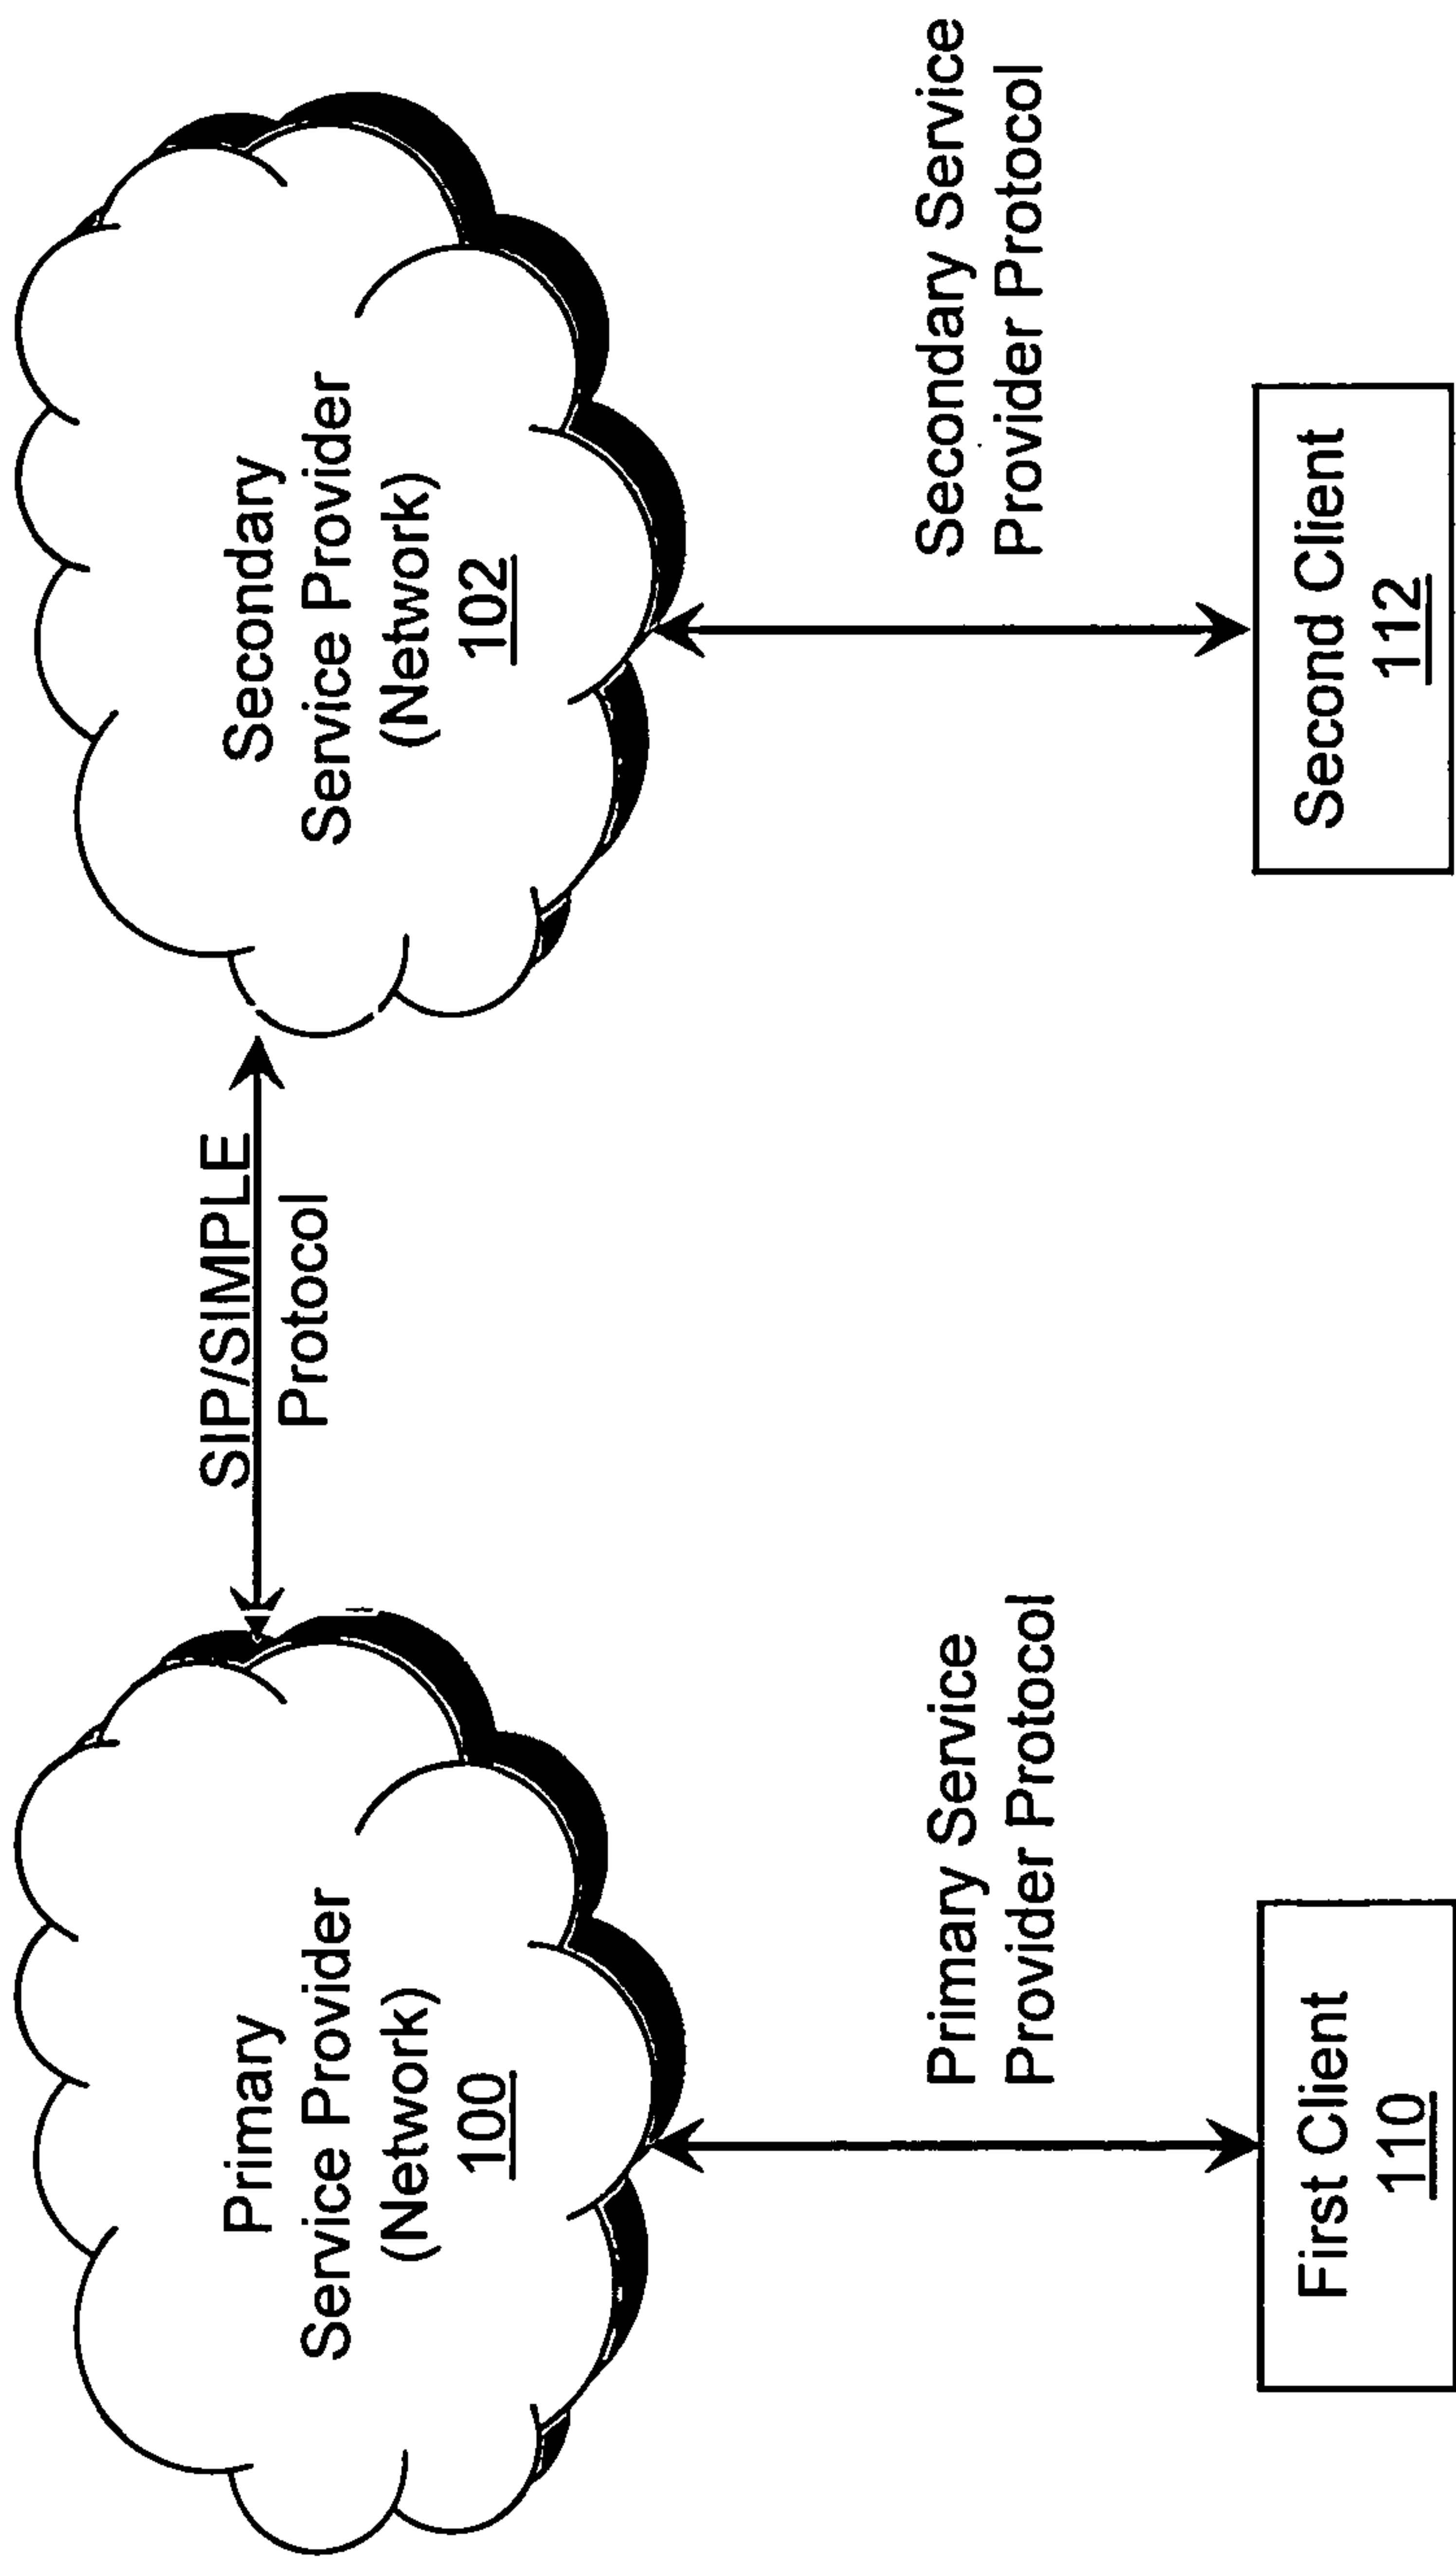 Primary
Service Provider
(Network)
100
SIP/SIMPLE
Protocol
Secondary
Service Provider
(Network)
102
Primary Service
Provider Protocol
Secondary Service
Provider Protocol
First Client
110
Second Client
112